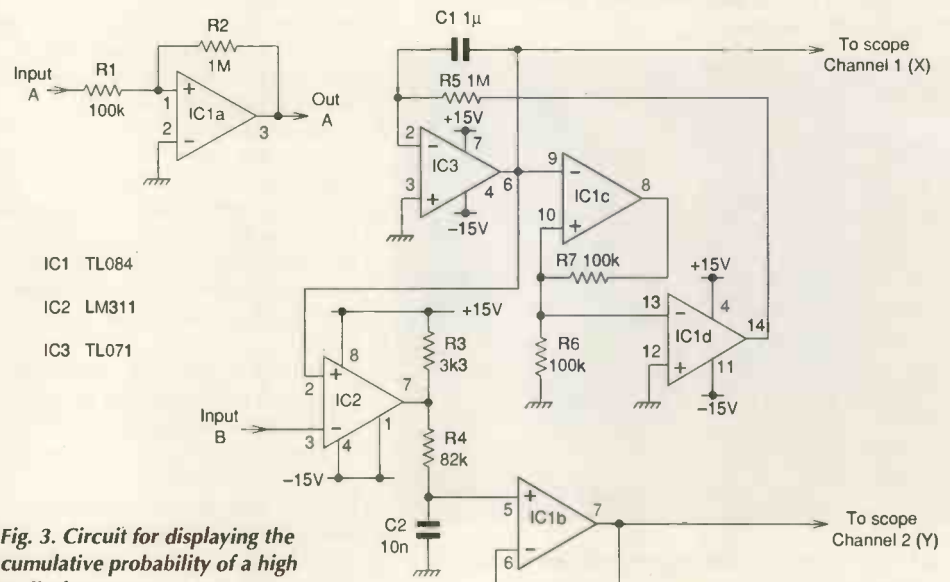 C1 1µ
To scope
Channel 1 (X)
R2
1M
Input
A
R1
100k
1
+
2
−
IC1a
3
Out
A
R5 1M
+15V
7
2
−
IC3
3
+
4
6
−15V
9
−
IC1c
8
10
+
R7 100k
+15V
4
13
−
IC1d
14
12
+
11
−15V
R6
100k
IC1 TL084
IC2 LM311
IC3 TL071
+15V
8
R3
3k3
2
+
IC2
7
Input
B
3
−
4
1
−15V
R4
82k
C2
10n
5
+
IC1b
7
6
−
To scope
Channel 2 (Y)
Fig. 3. Circuit for displaying the
cumulative probability of a high